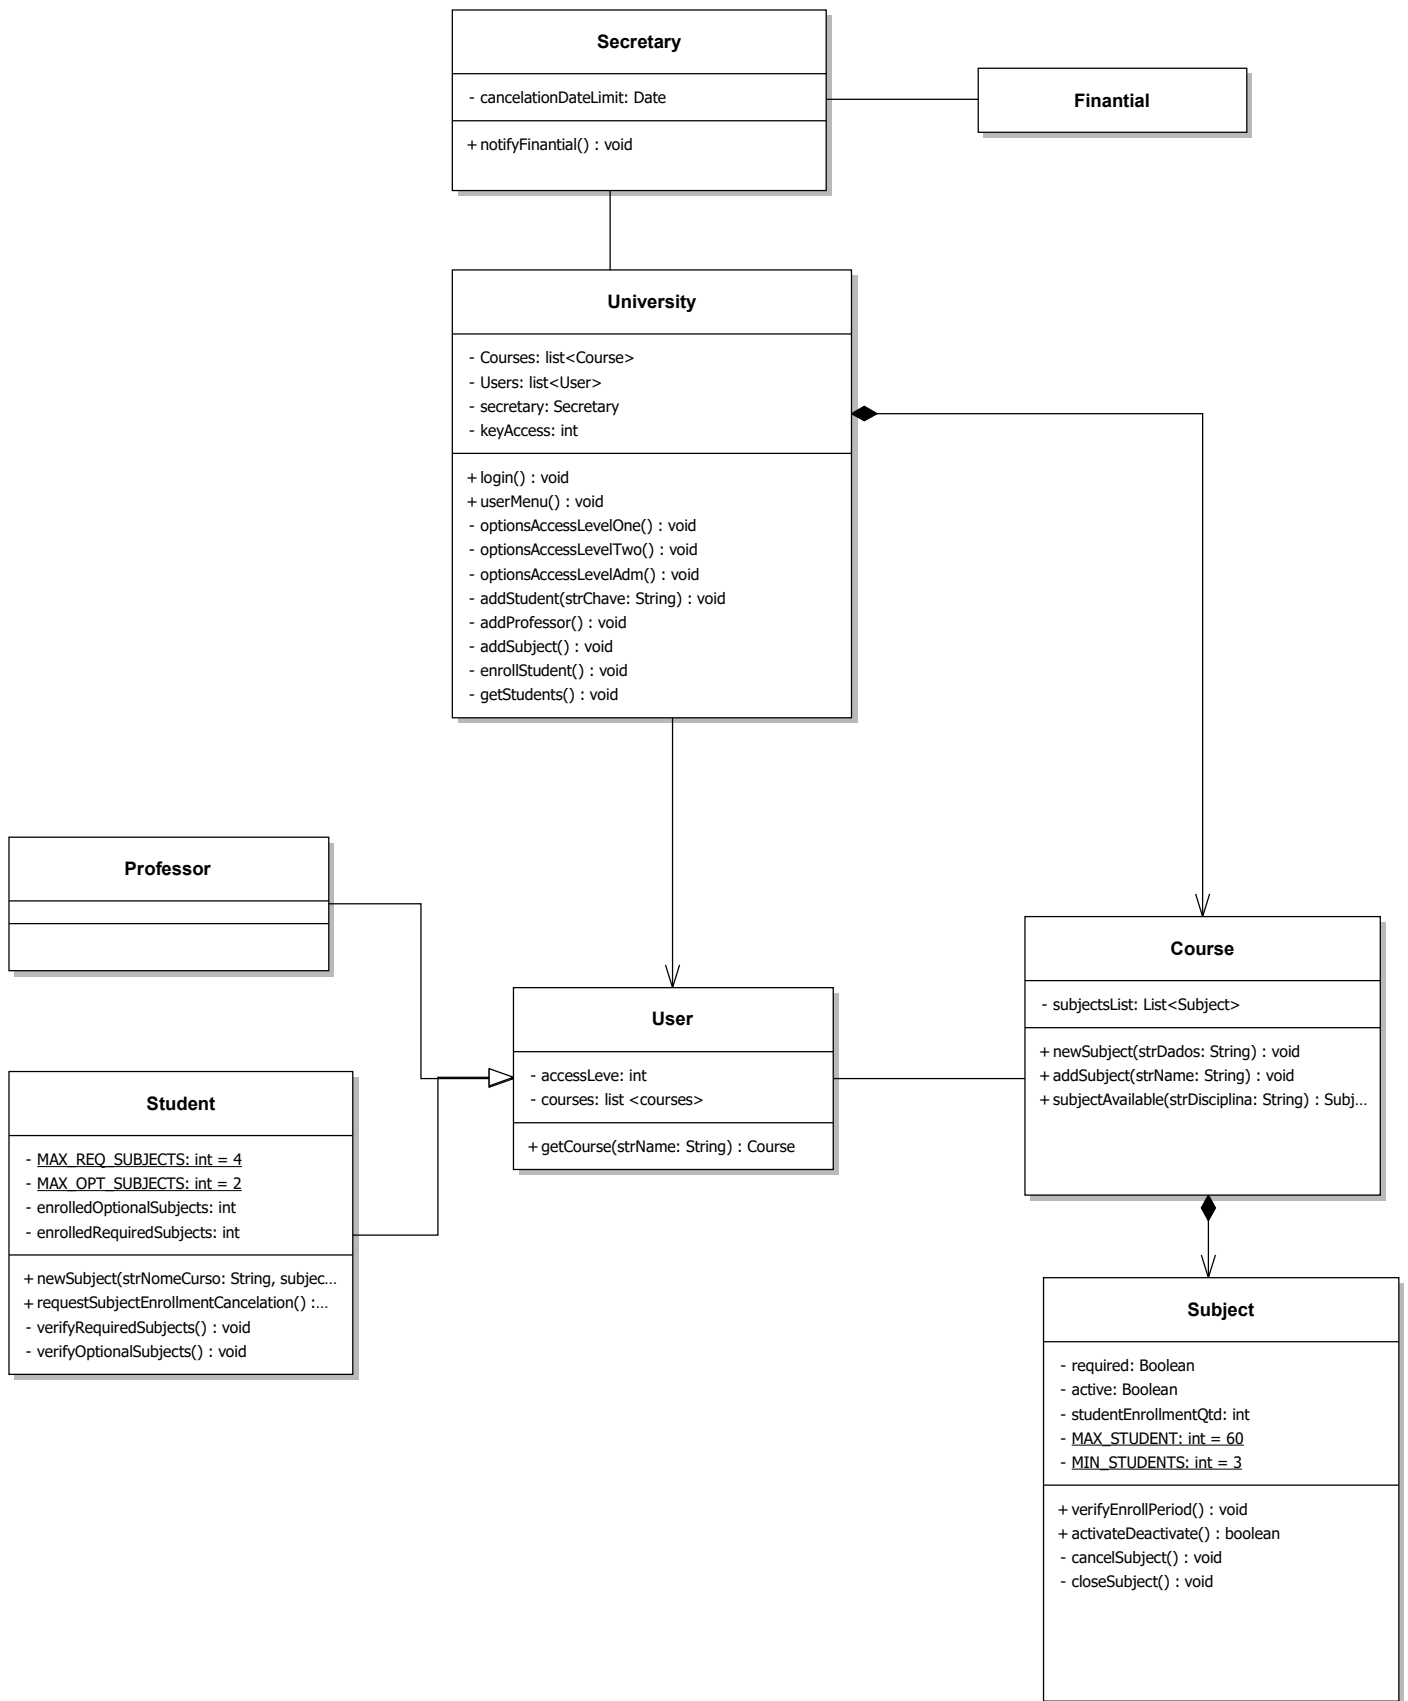 Secretary
- cancelationDateLimit: Date
+ notifyFinantial() : void
Finantial
University
- Courses: list<Course>
- Users: list<User>
- secretary: Secretary
- keyAccess: int
+ login() : void
+ userMenu() : void
- optionsAccessLevelOne() : void
- optionsAccessLevelTwo() : void
- optionsAccessLevelAdm() : void
- addStudent(strChave: String) : void
- addProfessor() : void
- addSubject() : void
- enrollStudent() : void
- getStudents() : void
Professor
Student
- MAX_REQ_SUBJECTS: int = 4
- MAX_OPT_SUBJECTS: int = 2
- enrolledOptionalSubjects: int
- enrolledRequiredSubjects: int
+ newSubject(strNomeCurso: String, subjec...
+ requestSubjectEnrollmentCancelation() :...
- verifyRequiredSubjects() : void
- verifyOptionalSubjects() : void
User
- accessLeve: int
- courses: list <courses>
+ getCourse(strName: String) : Course
Course
- subjectsList: List<Subject>
+ newSubject(strDados: String) : void
+ addSubject(strName: String) : void
+ subjectAvailable(strDisciplina: String) : Subj...
Subject
- required: Boolean
- active: Boolean
- studentEnrollmentQtd: int
- MAX_STUDENT: int = 60
- MIN_STUDENTS: int = 3
+ verifyEnrollPeriod() : void
+ activateDeactivate() : boolean
- cancelSubject() : void
- closeSubject() : void